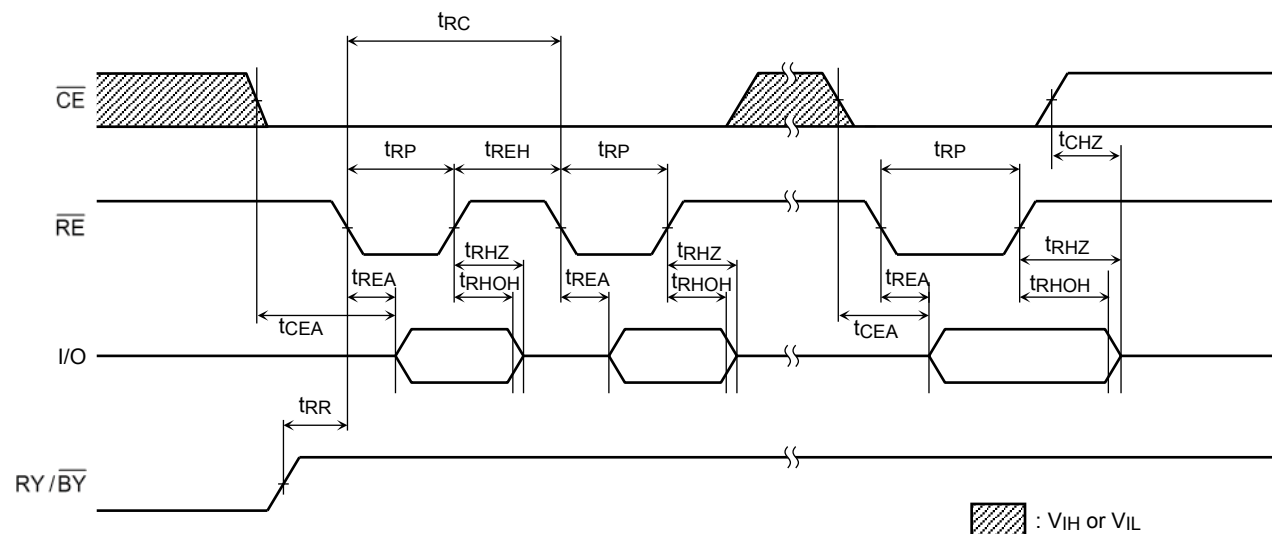 tRC
CE
tRP tREH tRP tRP tCHZ
RE
tRHZ tRHZ tRHZ
tREA tRHOH tREA tRHOH tREA tRHOH
tCEA tCEA
I/O
tRR
RY/BY
: VIH or VIL